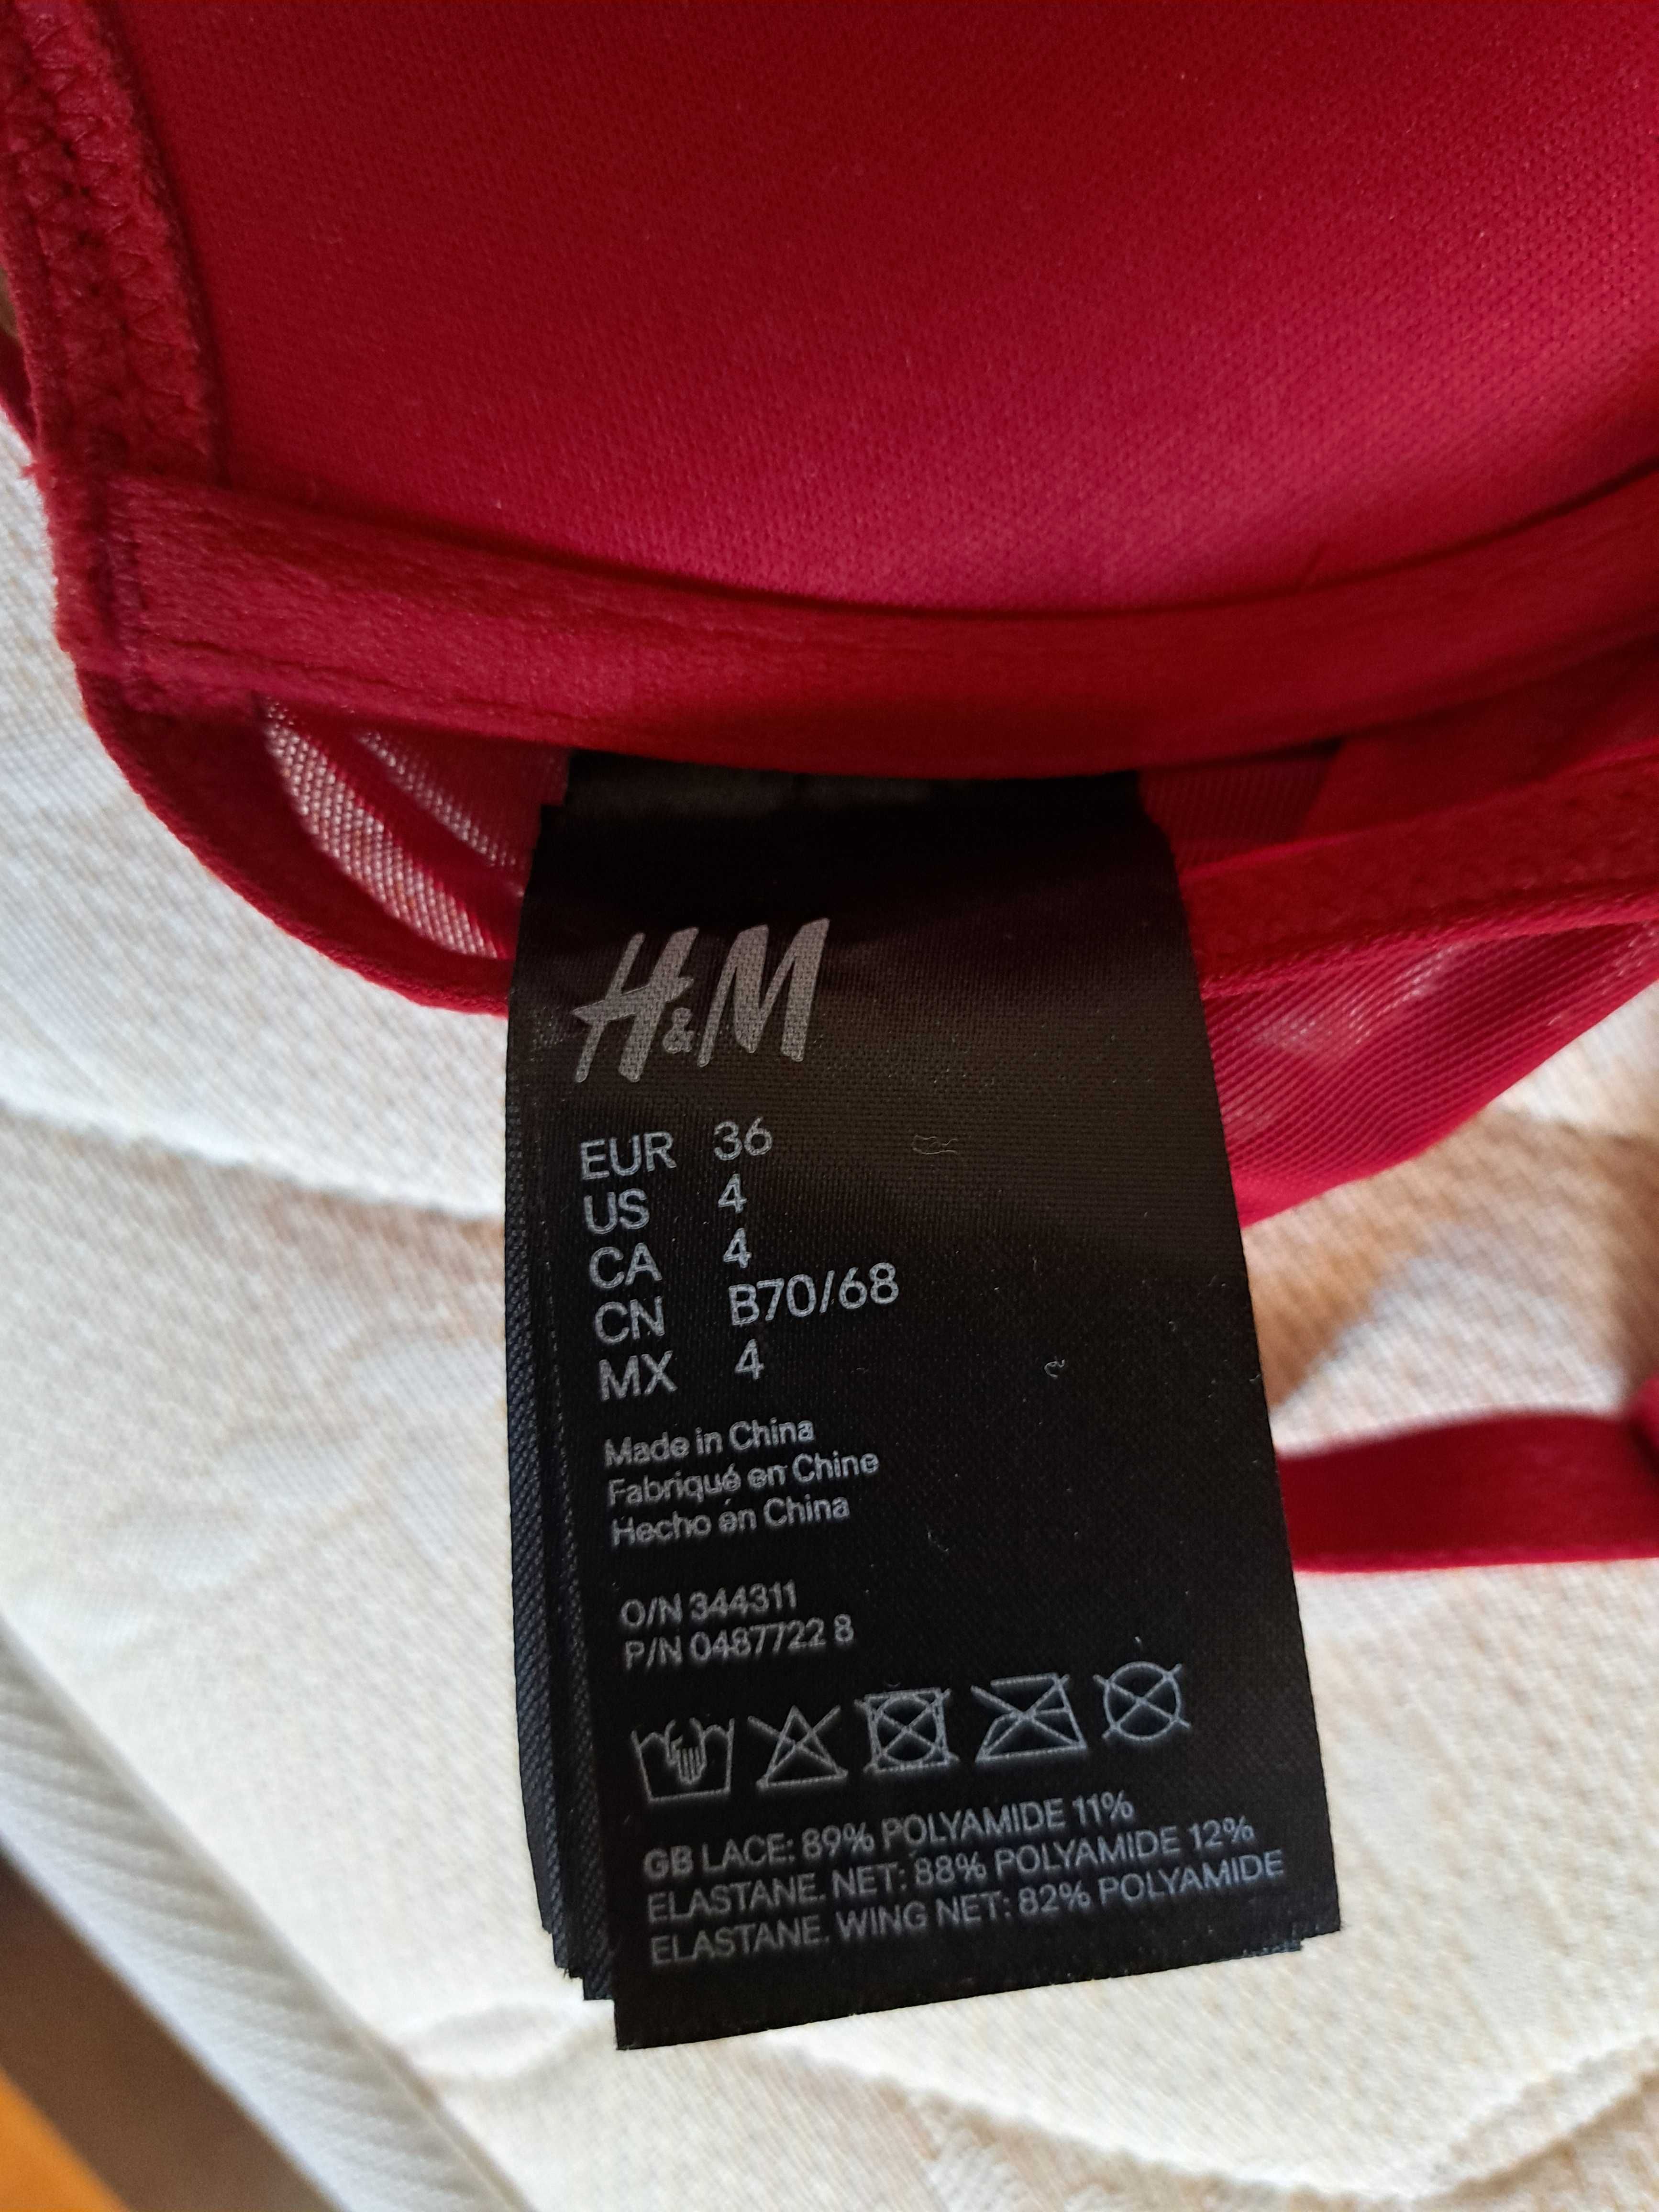 H&M
EUR 36
US 4
CA 4
CN B70/68
MX 4
Made in China
Fabriqué en Chine
Hecho en China
O/N 344311
P/N 0487722 8
GB LACE: 89% POLYAMIDE 11%
ELASTANE. NET: 88% POLYAMIDE 12%
ELASTANE. WING NET: 82% POLYAMIDE